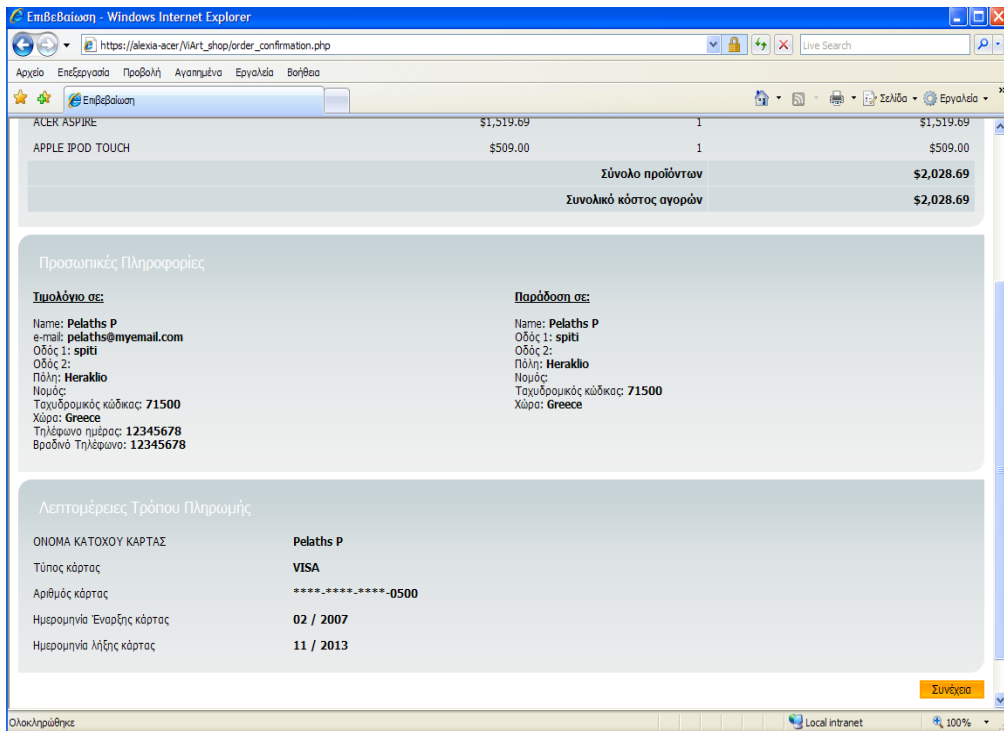 Επιβεβαίωση - Windows Internet Explorer
https://alexia-acer/ViArt_shop/order_confirmation.php
Live Search
Αρχείο Επεξεργασία Προβολή Αγαπημένα Εργαλεία Βοήθεια
Επιβεβαίωση
Σελίδα Εργαλεία »
ACER ASPIRE $1,519.69 1 $1,519.69
APPLE IPOD TOUCH $509.00 1 $509.00
Σύνολο προϊόντων $2,028.69
Συνολικό κόστος αγορών $2,028.69
Προσωπικές Πληροφορίες
Τιμολόγιο σε:
Name: Pelaths P
e-mail: pelaths@myemail.com
Οδός 1: spiti
Οδός 2:
Πόλη: Heraklio
Νομός:
Ταχυδρομικός κώδικας: 71500
Χώρα: Greece
Τηλέφωνο ημέρας: 12345678
Βραδινό Τηλέφωνο: 12345678
Παράδοση σε:
Name: Pelaths P
Οδός 1: spiti
Οδός 2:
Πόλη: Heraklio
Νομός:
Ταχυδρομικός κώδικας: 71500
Χώρα: Greece
Λεπτομέρειες Τρόπου Πληρωμής
ΟΝΟΜΑ ΚΑΤΟΧΟΥ ΚΑΡΤΑΣ Pelaths P
Τύπος κάρτας VISA
Αριθμός κάρτας ****-****-****-0500
Ημερομηνία Έναρξης κάρτας 02 / 2007
Ημερομηνία λήξης κάρτας 11 / 2013
Συνέχεια
Ολοκληρώθηκε Local intranet 100%